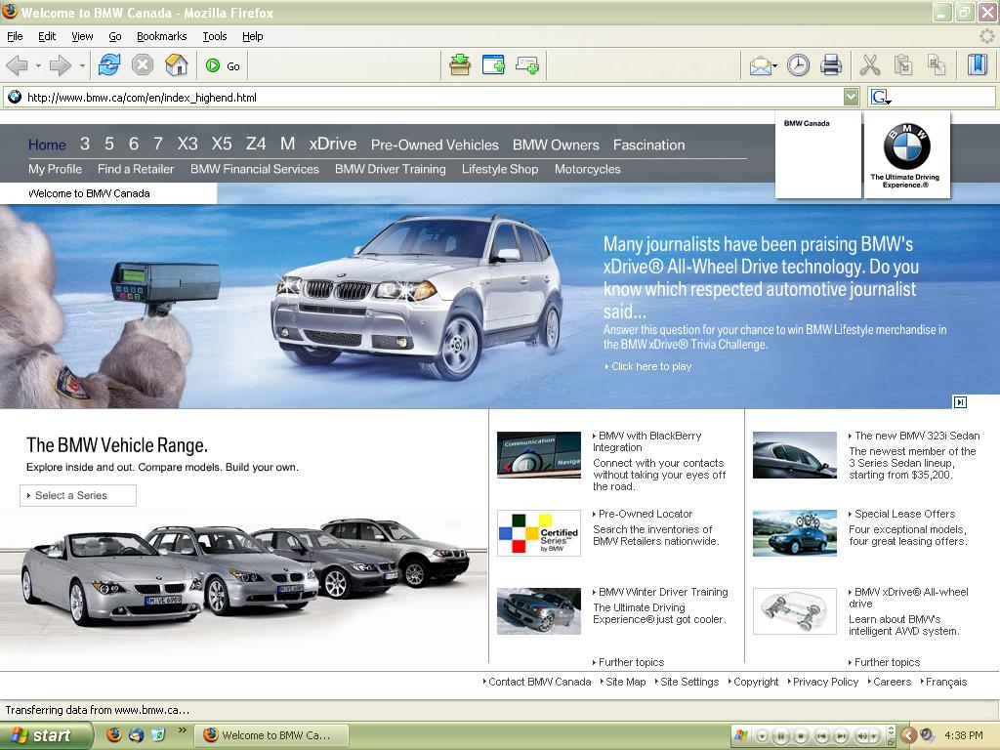 Welcome to BMW Canada - Mozilla Firefox
File Edit View Go Bookmarks Tools Help
Go
http://www.bmw.ca/com/en/index_highend.html
G
BMW Canada
BMW
The Ultimate Driving
Experience.®
Home 3 5 6 7 X3 X5 Z4 M xDrive Pre-Owned Vehicles BMW Owners Fascination
My Profile Find a Retailer BMW Financial Services BMW Driver Training Lifestyle Shop Motorcycles
Welcome to BMW Canada
Many journalists have been praising BMW's
xDrive® All-Wheel Drive technology. Do you
know which respected automotive journalist
said...
Answer this question for your chance to win BMW Lifestyle merchandise in
the BMW xDrive® Trivia Challenge.
Click here to play
The BMW Vehicle Range.
Explore inside and out. Compare models. Build your own.
Select a Series
Communication
Naviga
BMW with BlackBerry
Integration
Connect with your contacts
without taking your eyes off
the road.
Certified
Series™
by BMW
Pre-Owned Locator
Search the inventories of
BMW Retailers nationwide.
BMW Winter Driver Training
The Ultimate Driving
Experience® just got cooler.
Further topics
The new BMW 323i Sedan
The newest member of the
3 Series Sedan lineup,
starting from $35,200.
Special Lease Offers
Four exceptional models,
four great leasing offers.
BMW xDrive® All-wheel
drive
Learn about BMW's
intelligent AWD system.
Further topics
Contact BMW Canada Site Map Site Settings Copyright Privacy Policy Careers Français
Transferring data from www.bmw.ca...
start Welcome to BMW Ca... 4:38 PM